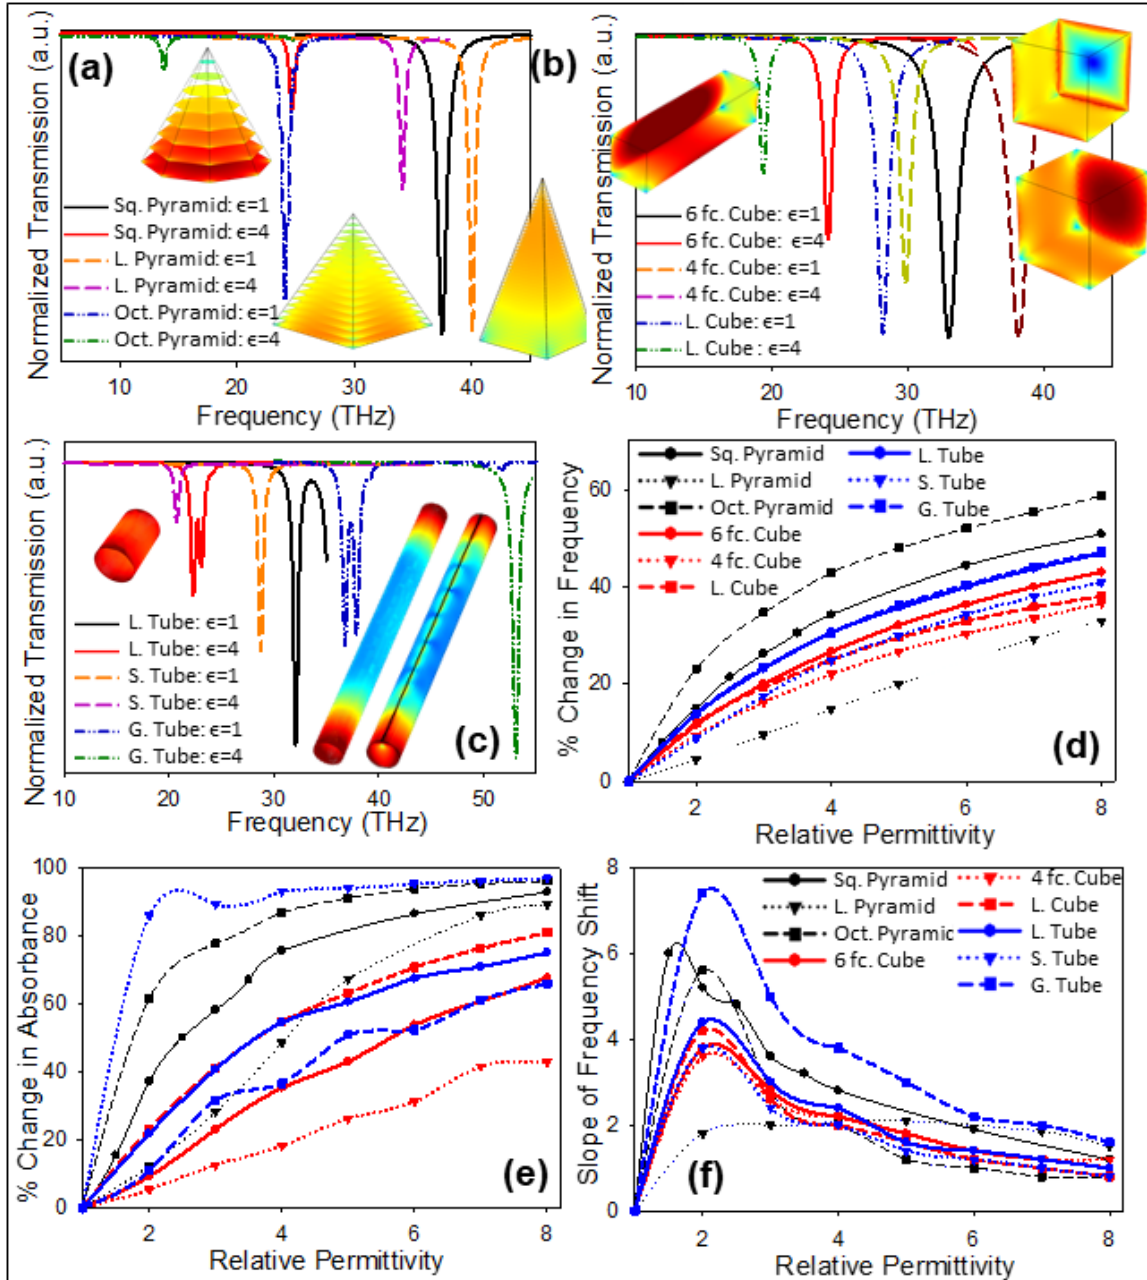 (a)
Normalized Transmission (a.u.)
Sq. Pyramid: ϵ=1
Sq. Pyramid: ϵ=4
L. Pyramid: ϵ=1
L. Pyramid: ϵ=4
Oct. Pyramid: ϵ=1
Oct. Pyramid: ϵ=4
10 20 30 40
Frequency (THz)
(b)
Normalized Transmission (a.u.)
6 fc. Cube: ϵ=1
6 fc. Cube: ϵ=4
4 fc. Cube: ϵ=1
4 fc. Cube: ϵ=4
L. Cube: ϵ=1
L. Cube: ϵ=4
10 20 30 40
Frequency (THz)
Normalized Transmission (a.u.)
L. Tube: ϵ=1
L. Tube: ϵ=4
S. Tube: ϵ=1
S. Tube: ϵ=4
G. Tube: ϵ=1
G. Tube: ϵ=4
(c)
10 20 30 40 50
Frequency (THz)
% Change in Frequency
60
40
20
0
Sq. Pyramid
L. Pyramid
Oct. Pyramid
6 fc. Cube
4 fc. Cube
L. Cube
L. Tube
S. Tube
G. Tube
(d)
2 4 6 8
Relative Permittivity
% Change in Absorbance
100
80
60
40
20
0
(e)
2 4 6 8
Relative Permittivity
Slope of Frequency Shift
8
6
4
2
0
Sq. Pyramid
L. Pyramid
Oct. Pyramic
6 fc. Cube
4 fc. Cube
L. Cube
L. Tube
S. Tube
G. Tube
(f)
2 4 6 8
Relative Permittivity